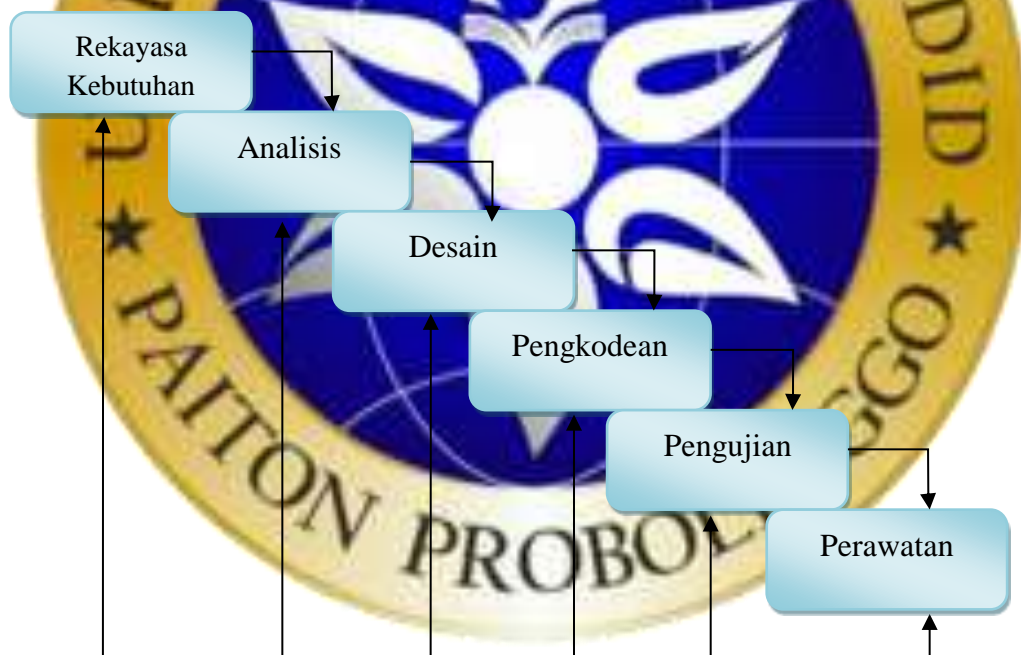 Rekayasa
Kebutuhan
Analisis
Desain
Pengkodean
Pengujian
Perawatan
DID
PAITON PROBOL GGO